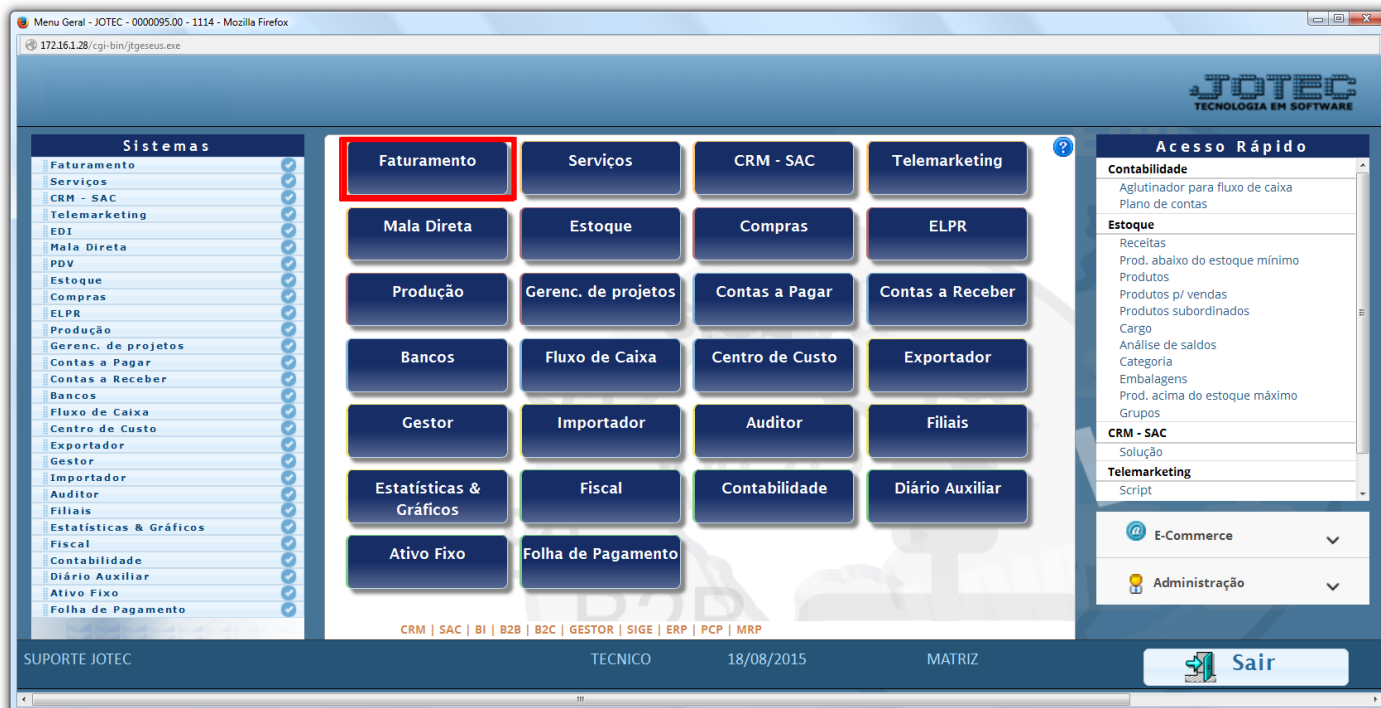 Menu Geral - JOTEC - 0000095.00 - 1114 - Mozilla Firefox
172.16.1.28/cgi-bin/jtgeseus.exe
JOTEC
TECNOLOGIA EM SOFTWARE
Sistemas
Faturamento
Serviços
CRM - SAC
Telemarketing
EDI
Mala Direta
PDV
Estoque
Compras
ELPR
Produção
Gerenc. de projetos
Contas a Pagar
Contas a Receber
Bancos
Fluxo de Caixa
Centro de Custo
Exportador
Gestor
Importador
Auditor
Filiais
Estatísticas & Gráficos
Fiscal
Contabilidade
Diário Auxiliar
Ativo Fixo
Folha de Pagamento
Faturamento Serviços CRM - SAC Telemarketing
Mala Direta Estoque Compras ELPR
Produção Gerenc. de projetos Contas a Pagar Contas a Receber
Bancos Fluxo de Caixa Centro de Custo Exportador
Gestor Importador Auditor Filiais
Estatísticas & Gráficos Fiscal Contabilidade Diário Auxiliar
Ativo Fixo Folha de Pagamento
B2B
CRM | SAC | BI | B2B | B2C | GESTOR | SIGE | ERP | PCP | MRP
?
Acesso Rápido
Contabilidade
Aglutinador para fluxo de caixa
Plano de contas
Estoque
Receitas
Prod. abaixo do estoque mínimo
Produtos
Produtos p/ vendas
Produtos subordinados
Cargo
Análise de saldos
Categoria
Embalagens
Prod. acima do estoque máximo
Grupos
CRM - SAC
Solução
Telemarketing
Script
@ E-Commerce
Administração
SUPORTE JOTEC TECNICO 18/08/2015 MATRIZ
Sair